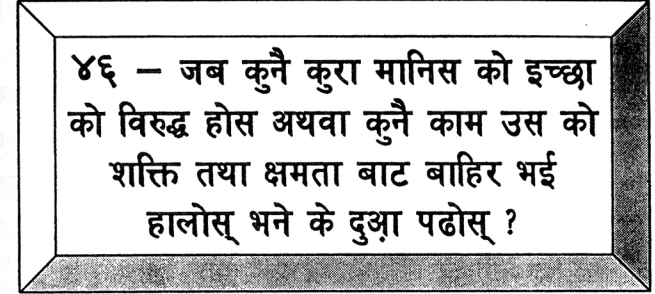 ४६ – जब कुनै कुरा मानिस को इच्छा
को विरुद्ध होस अथवा कुनै काम उस को
शक्ति तथा क्षमता बाट बाहिर भई
हालोस् भने के दुआ़ पढोस् ?